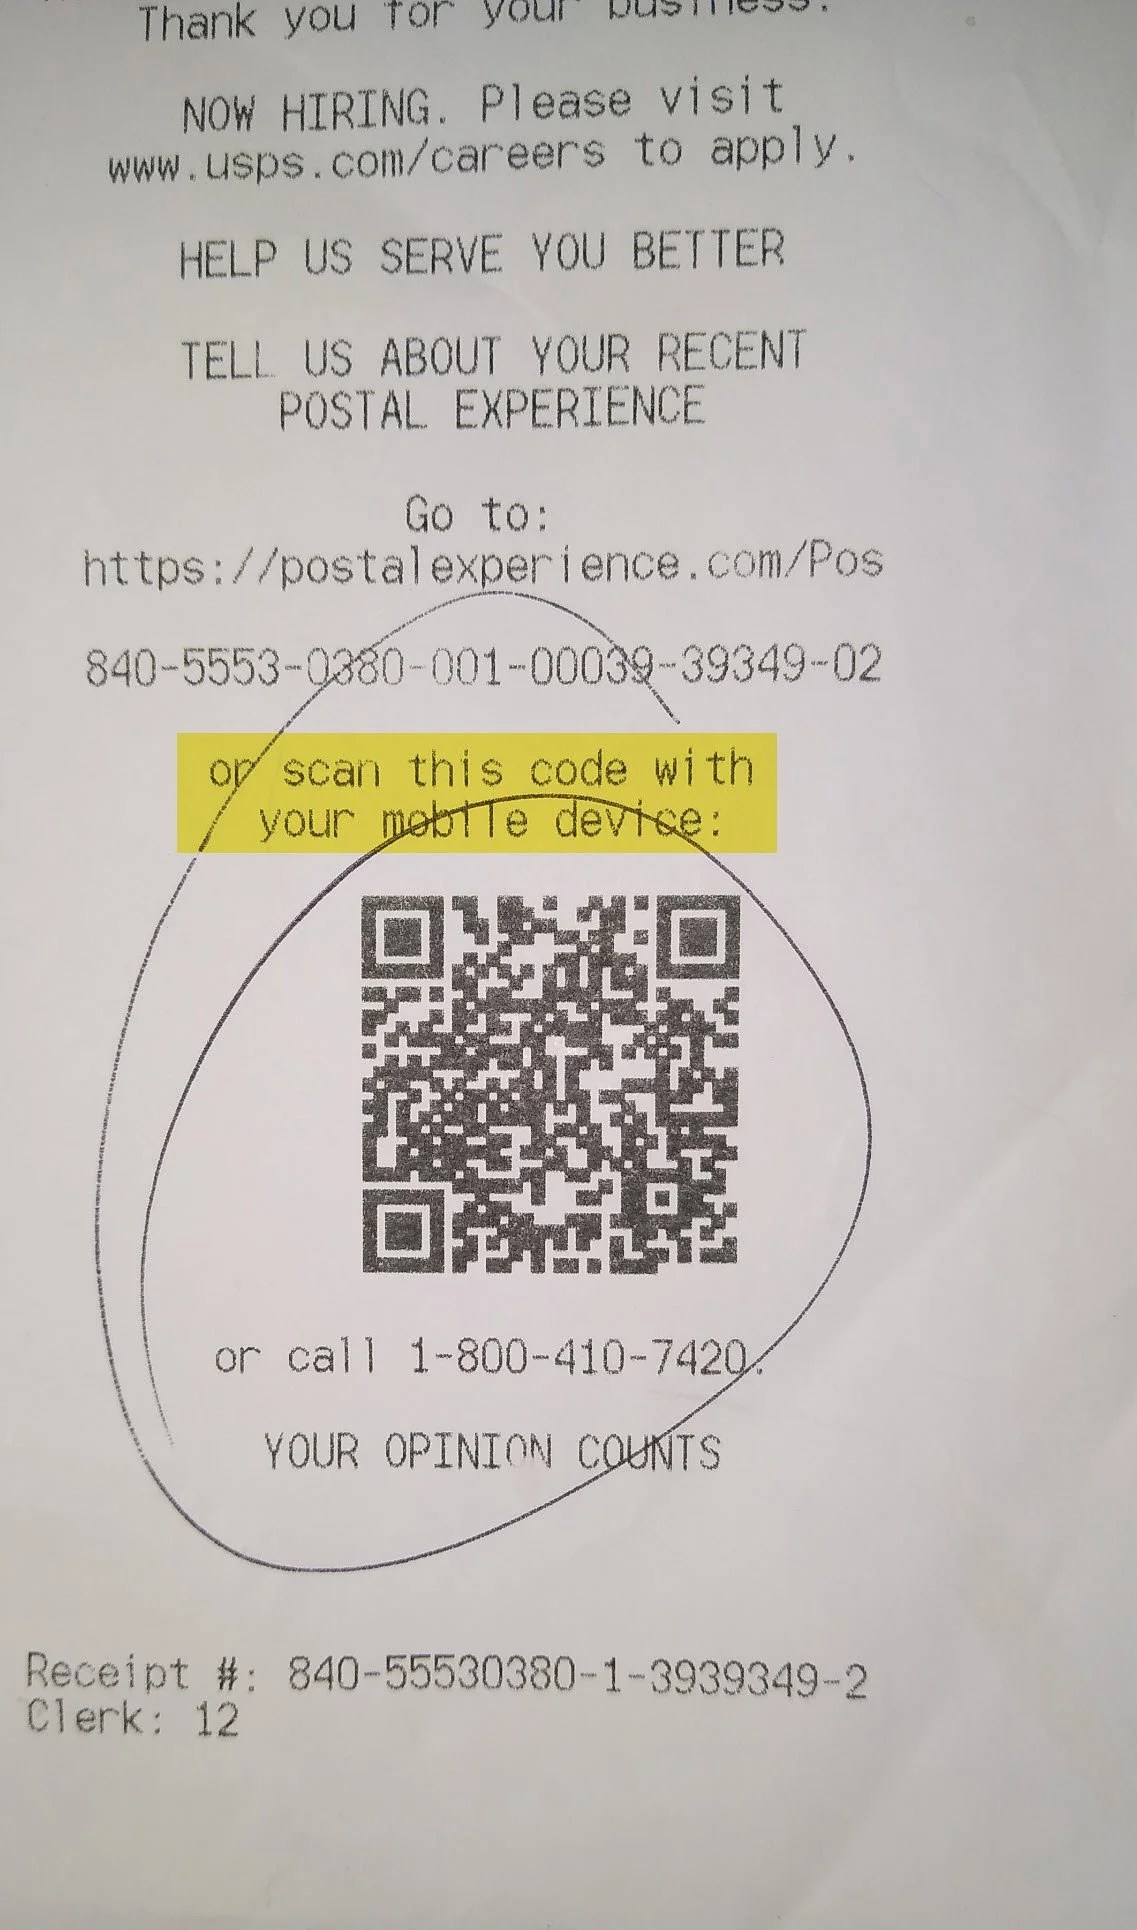 Thank you for your business.
NOW HIRING. Please visit
www.usps.com/careers to apply.
HELP US SERVE YOU BETTER
TELL US ABOUT YOUR RECENT
POSTAL EXPERIENCE
Go to:
https://postalexperience.com/Pos
840-5553-0380-001-00039-39349-02
or scan this code with
your mobile device:
or call 1-800-410-7420.
YOUR OPINION COUNTS
Receipt #: 840-55530380-1-3939349-2
Clerk: 12